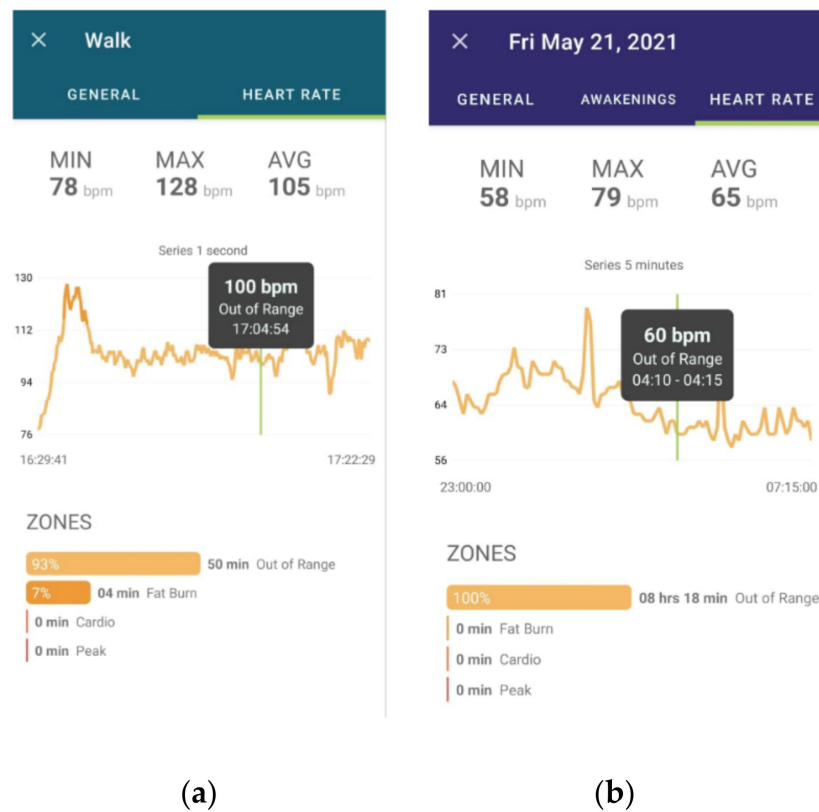 Walk
GENERAL HEART RATE
MIN MAX AVG
78 bpm 128 bpm 105 bpm
Series 1 second
130
112
94
76
100 bpm
Out of Range
17:04:54
16:29:41 17:22:29
ZONES
93% 50 min Out of Range
7% 04 min Fat Burn
0 min Cardio
0 min Peak
(a)
Fri May 21, 2021
GENERAL AWAKENINGS HEART RATE
MIN MAX AVG
58 bpm 79 bpm 65 bpm
Series 5 minutes
81
73
64
56
60 bpm
Out of Range
04:10 - 04:15
23:00:00 07:15:00
ZONES
100% 08 hrs 18 min Out of Range
0 min Fat Burn
0 min Cardio
0 min Peak
(b)